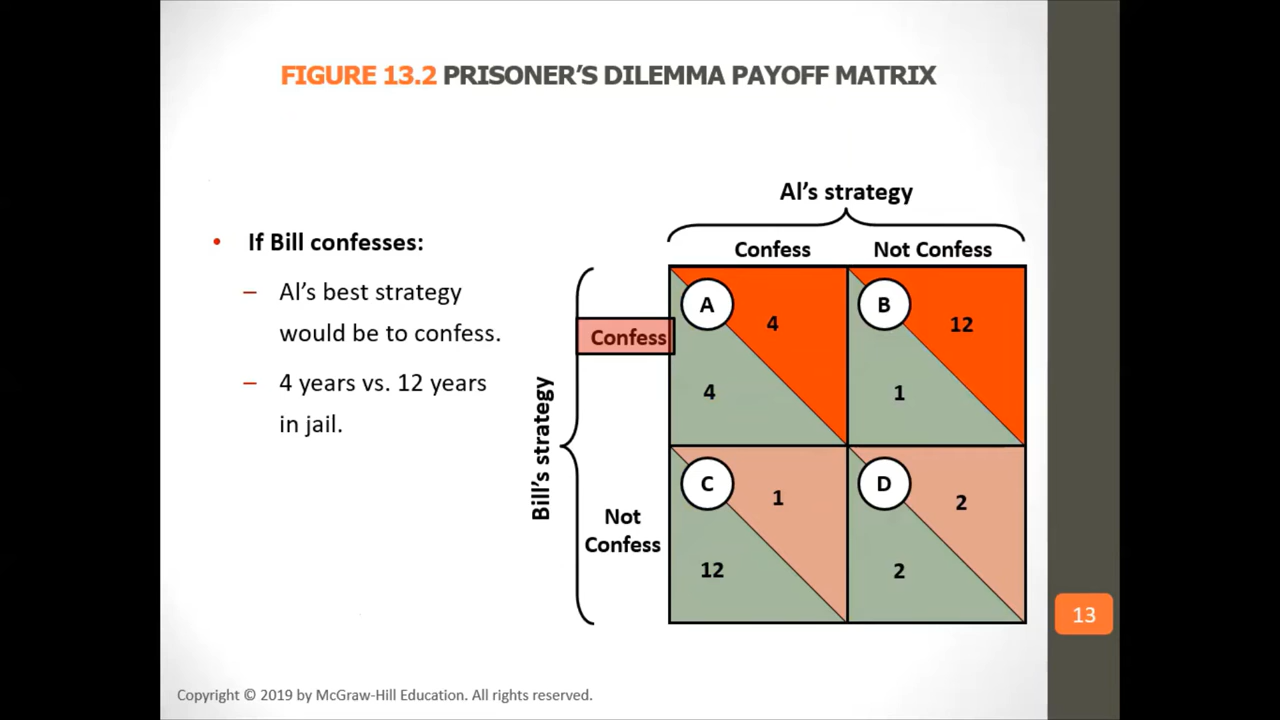 FIGURE 13.2 PRISONER'S DILEMMA PAYOFF MATRIX
• If Bill confesses:
– Al's best strategy
would be to confess.
– 4 years vs. 12 years
in jail.
Al's strategy
Confess Not Confess
Bill's strategy
Confess
Not
Confess
A 4
4
B 12
1
C 1
12
D 2
2
13
Copyright © 2019 by McGraw-Hill Education. All rights reserved.